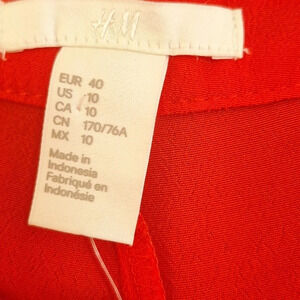 H&M
EUR 40
US 10
CA 10
CN 170/76A
MX 10
Made in
Indonesia
Fabriqué en
Indonésie